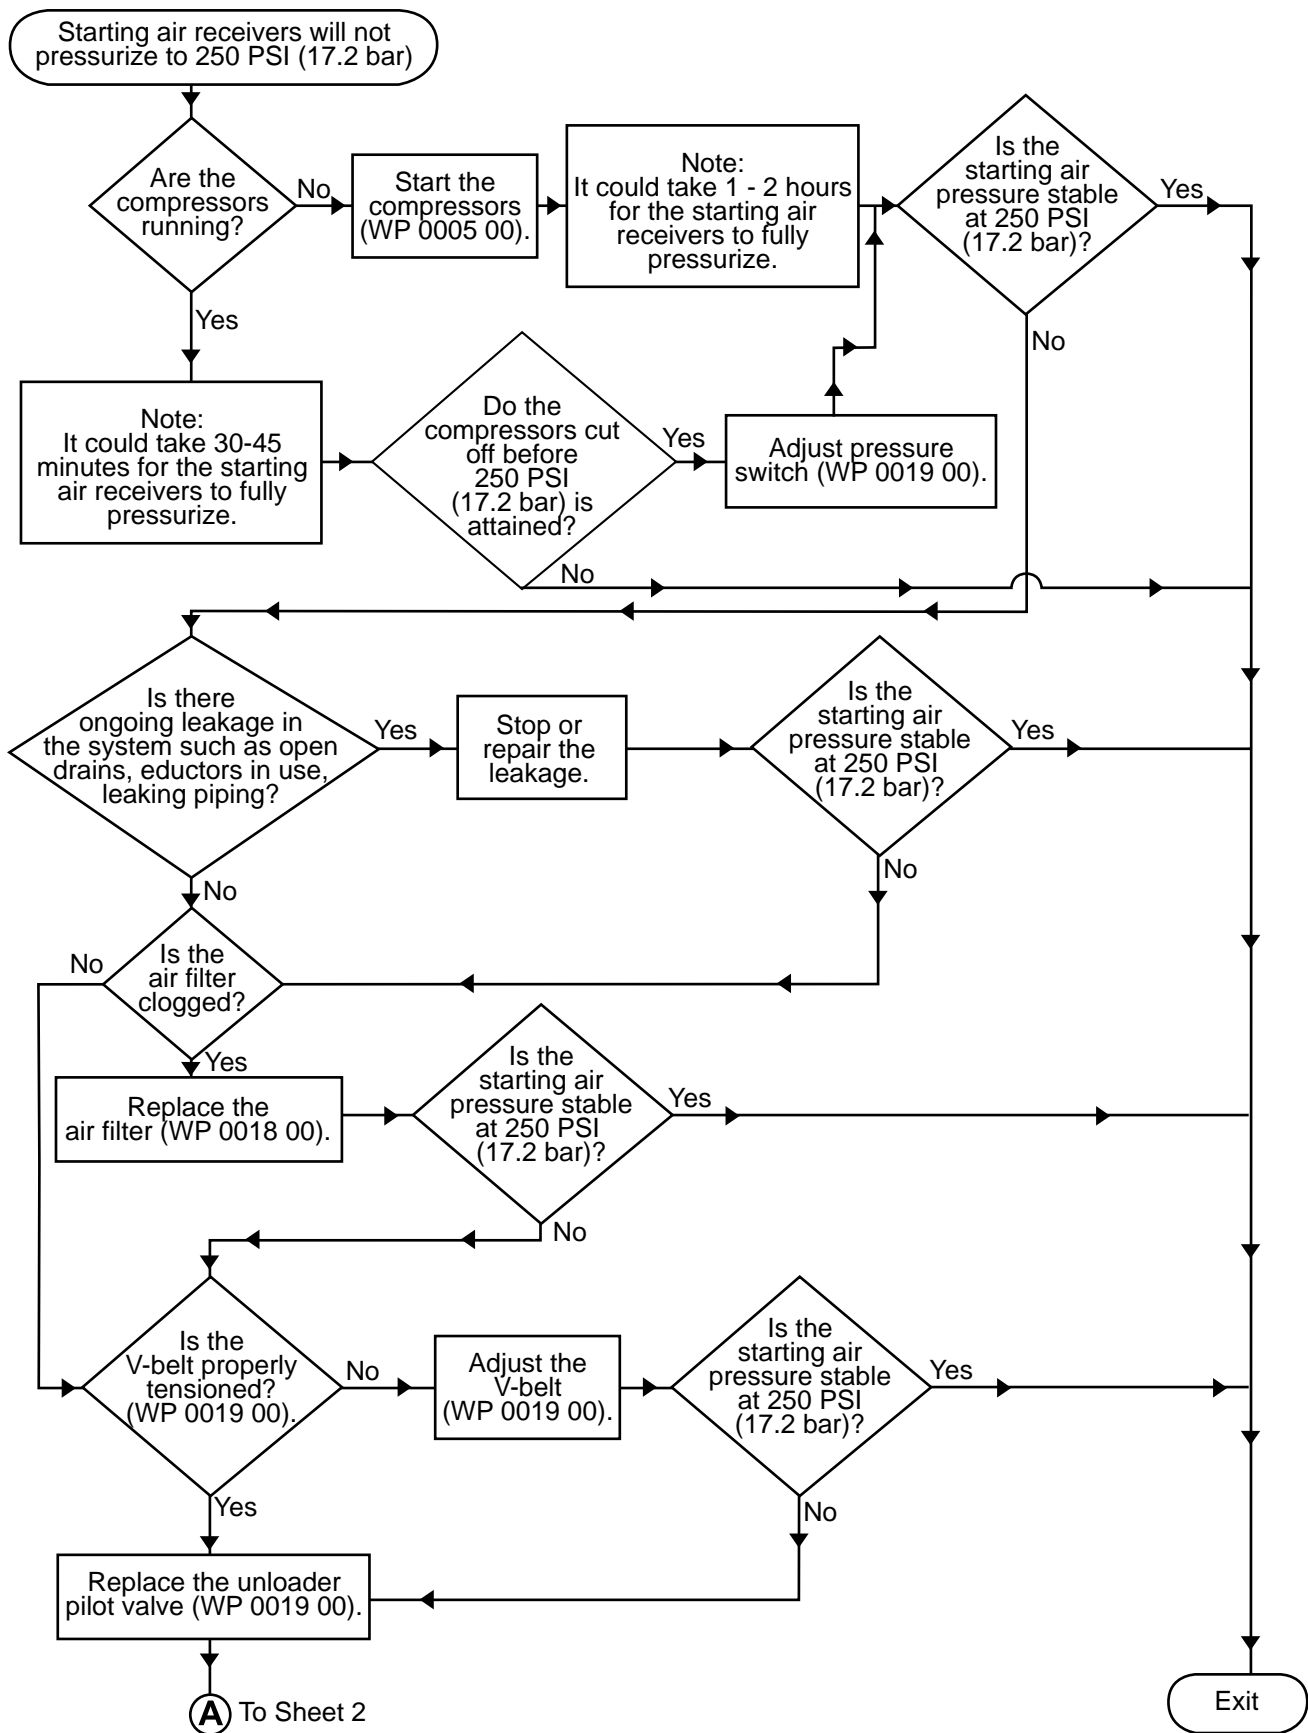 Starting air receivers will not
pressurize to 250 PSI (17.2 bar)
Are the
compressors
running?
No
Start the
compressors
(WP 0005 00).
Note:
It could take 1 - 2 hours
for the starting air
receivers to fully
pressurize.
Is the
starting air
pressure stable
at 250 PSI
(17.2 bar)?
Yes
Yes
No
Note:
It could take 30-45
minutes for the starting
air receivers to fully
pressurize.
Do the
compressors cut
off before
250 PSI
(17.2 bar) is
attained?
Yes
Adjust pressure
switch (WP 0019 00).
No
Is there
ongoing leakage in
the system such as open
drains, eductors in use,
leaking piping?
Yes
Stop or
repair the
leakage.
Is the
starting air
pressure stable
at 250 PSI
(17.2 bar)?
Yes
No
No
No
Is the
air filter
clogged?
Yes
Replace the
air filter (WP 0018 00).
Is the
starting air
pressure stable
at 250 PSI
(17.2 bar)?
Yes
No
Is the
V-belt properly
tensioned?
(WP 0019 00).
No
Adjust the
V-belt
(WP 0019 00).
Is the
starting air
pressure stable
at 250 PSI
(17.2 bar)?
Yes
Yes
No
Replace the unloader
pilot valve (WP 0019 00).
A To Sheet 2
Exit